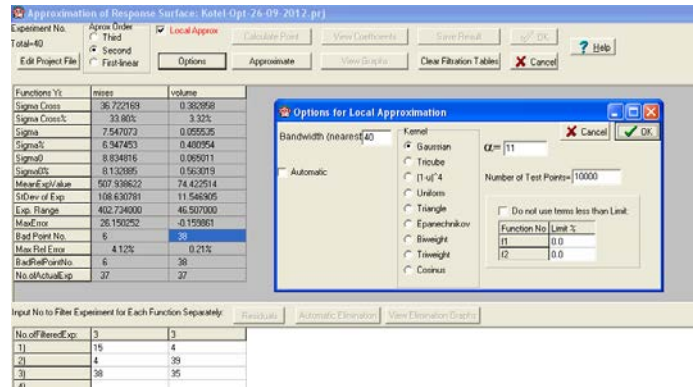 Approximation of Response Surface: Kotel-Opt-26-09-2012.prj
Experiment No.
Total=40
Edit Project File
Aprox Order
Third
Second
First-linear
Local Approx
Options
Calculate Point
View Coefficients
Save Result
OK
Help
Approximate
View Graphs
Clear Filtration Tables
Cancel
Functions Yi: mises volume
Sigma Cross 36.722169 0.382858
Sigma Cross% 33.80% 3.32%
Sigma 7.547073 0.055535
Sigma% 6.947453 0.480954
Sigma0 8.834816 0.065011
Sigma0% 8.132885 0.563019
MeanExpValue 507.938622 74.422514
StDev of Exp 108.630781 11.546905
Exp. Range 402.734000 46.507000
MaxError 26.150252 -0.159861
Bad Point No. 6 38
Max Rel Error 4.12% 0.21%
BadRelPointNo. 6 38
No.ofActualExp 37 37
Options for Local Approximation
Bandwidth (nearest 40
Automatic
Kernel
Gaussian
Tricube
(1-u)^4
Uniform
Triangle
Epanechnikov
Biweight
Triweight
Cosinus
Cancel
OK
α= 11
Number of Test Points= 10000
Do not use terms less than Limit:
Function No Limit %
f1 0.0
f2 0.0
Input No to Filter Experiment for Each Function Separately:
Residuals
Automatic Elimination
View Elimination Graphs
No.ofFilteredExp: 3 3
1) 15 4
2) 4 39
3) 38 35
4)